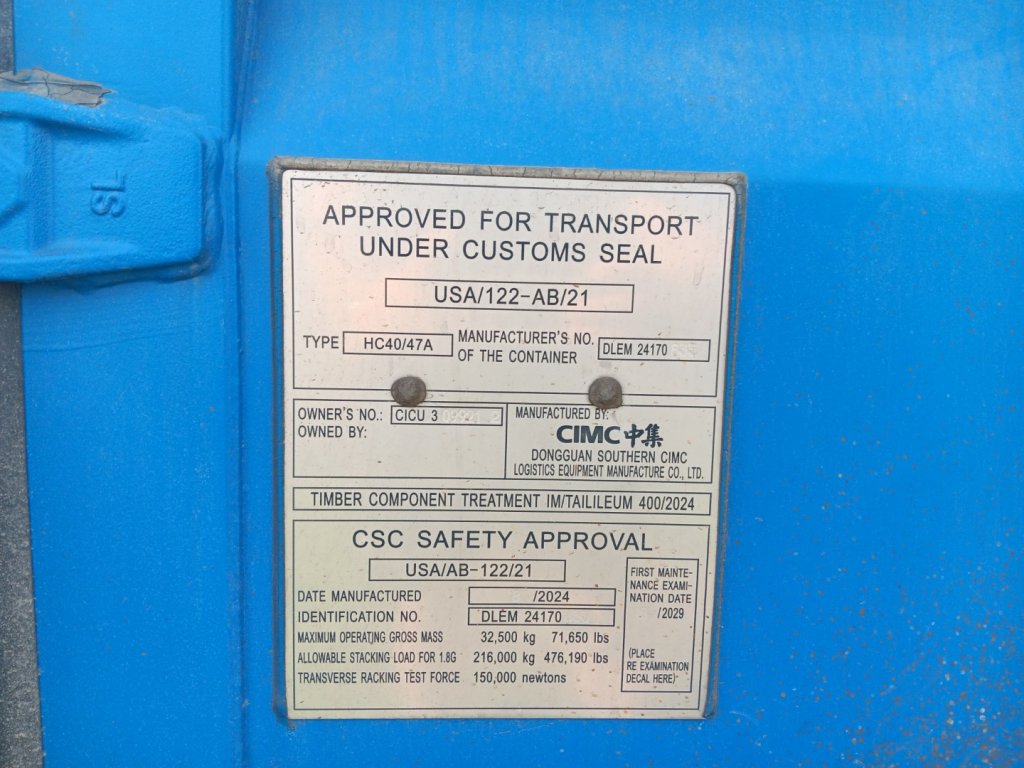 SL
APPROVED FOR TRANSPORT
UNDER CUSTOMS SEAL
USA/122-AB/21
TYPE HC40/47A
MANUFACTURER'S NO.
OF THE CONTAINER
DLEM 24170
OWNER'S NO.: CICU 3
OWNED BY:
MANUFACTURED BY:
CIMC中集
DONGGUAN SOUTHERN CIMC
LOGISTICS EQUIPMENT MANUFACTURE CO., LTD.
TIMBER COMPONENT TREATMENT IM/TAILILEUM 400/2024
CSC SAFETY APPROVAL
USA/AB-122/21
DATE MANUFACTURED /2024
IDENTIFICATION NO. DLEM 24170
MAXIMUM OPERATING GROSS MASS 32,500 kg 71,650 lbs
ALLOWABLE STACKING LOAD FOR 1.8G 216,000 kg 476,190 lbs
TRANSVERSE RACKING TEST FORCE 150,000 newtons
FIRST MAINTE-
NANCE EXAMI-
NATION DATE
/2029
(PLACE
RE EXAMINATION
DECAL HERE)